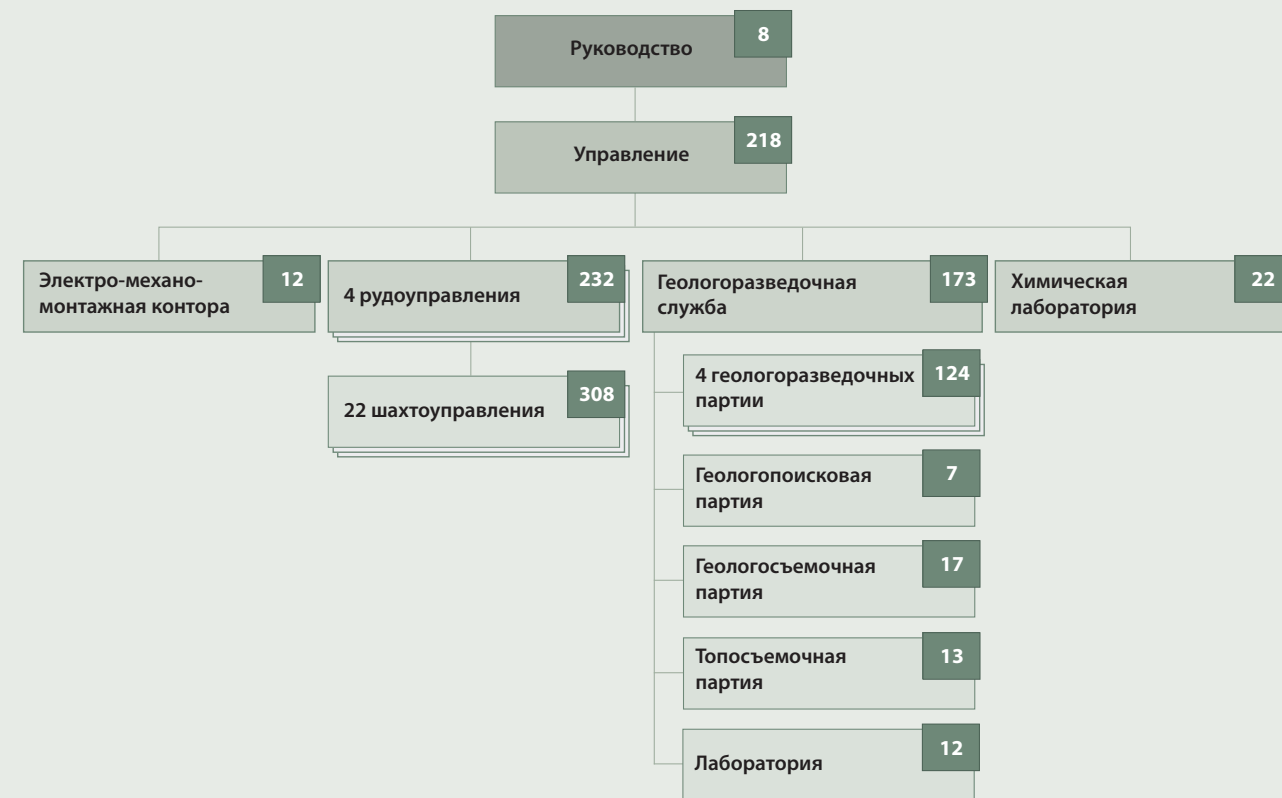 Руководство
8
Управление
218
Электро-механо-
монтажная контора
12
4 рудоуправления
232
Геологоразведочная
служба
173
Химическая
лаборатория
22
22 шахтоуправления
308
4 геологоразведочных
партии
124
Геологопоисковая
партия
7
Геологосъемочная
партия
17
Топосъемочная
партия
13
Лаборатория
12